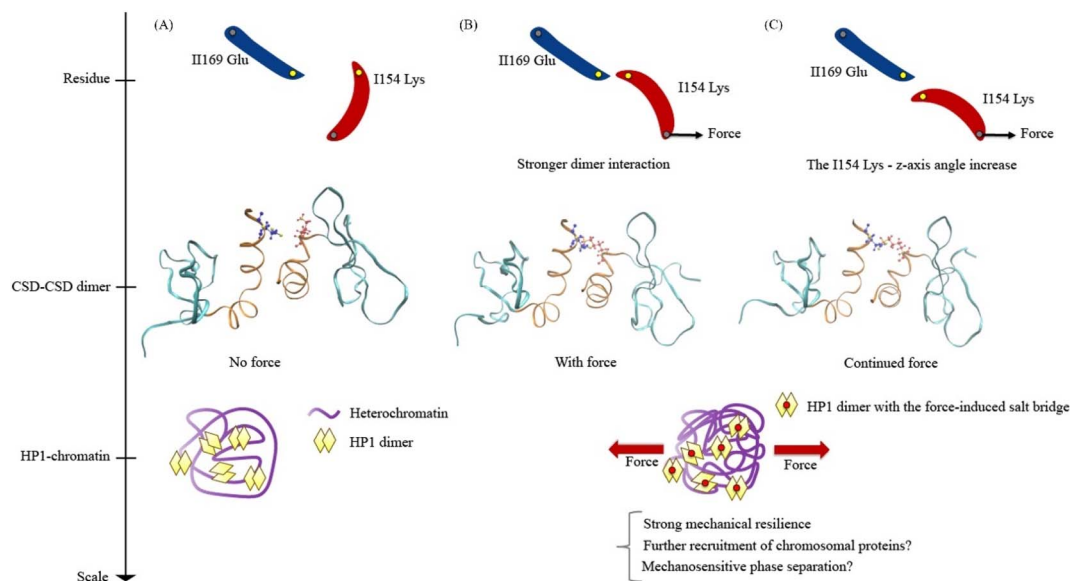 (A)
(B)
(C)
Residue
II169 Glu
I154 Lys
II169 Glu
I154 Lys
Force
Stronger dimer interaction
II169 Glu
I154 Lys
Force
The I154 Lys - z-axis angle increase
CSD-CSD dimer
No force
With force
Continued force
HP1-chromatin
Heterochromatin
HP1 dimer
HP1 dimer with the force-induced salt bridge
Force
Force
Strong mechanical resilience
Further recruitment of chromosomal proteins?
Mechanosensitive phase separation?
Scale